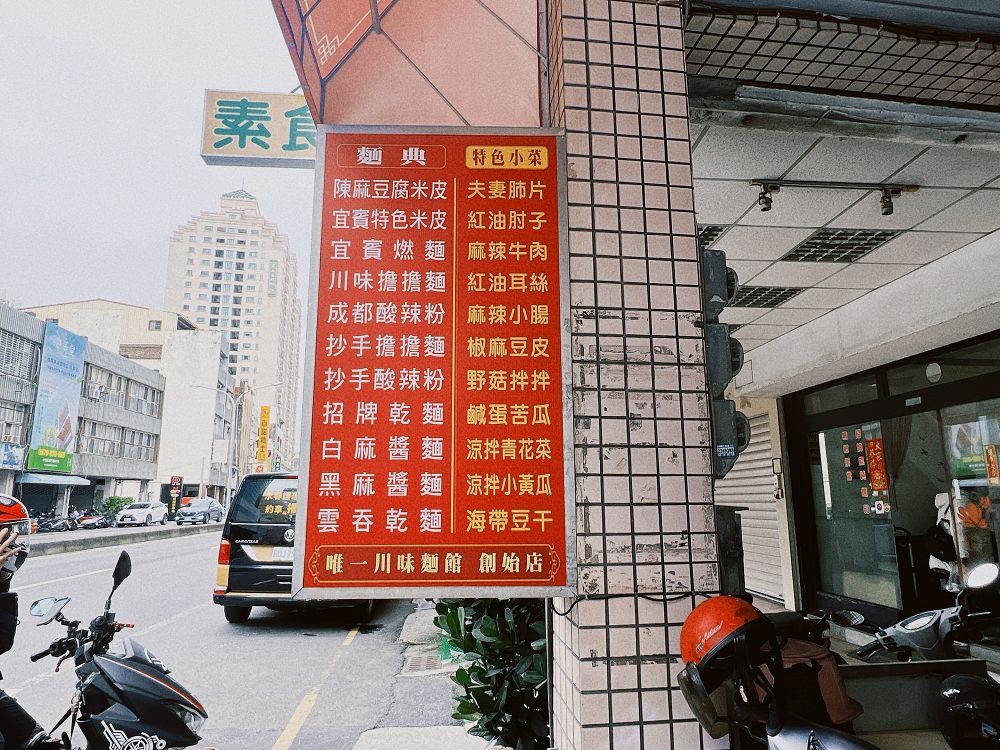 素食
麵典
陳麻豆腐米皮
宜賓特色米皮
宜賓燃麵
川味擔擔麵
成都酸辣粉
抄手擔擔麵
抄手酸辣粉
招牌乾麵
白麻醬麵
黑麻醬麵
雲吞乾麵
特色小菜
夫妻肺片
紅油肘子
麻辣牛肉
紅油耳絲
麻辣小腸
椒麻豆皮
野菇拌拌
鹹蛋苦瓜
涼拌青花菜
涼拌小黃瓜
海帶豆干
唯一川味麵館 創始店